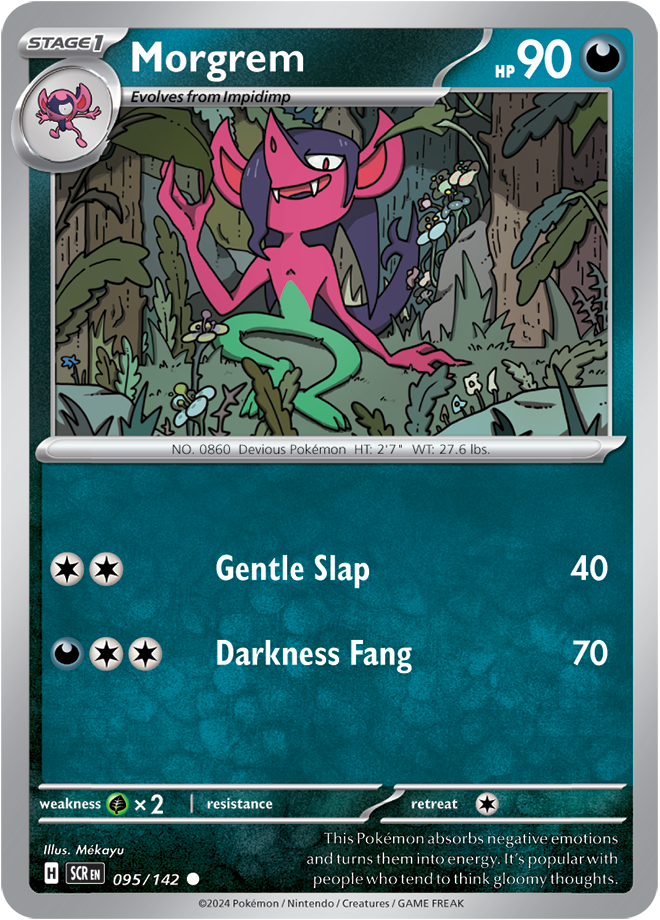 STAGE1
Morgrem
HP 90
Evolves from Impidimp
NO. 0860 Devious Pokémon HT: 2'7" WT: 27.6 lbs.
Gentle Slap 40
Darkness Fang 70
weakness ×2 resistance retreat
Illus. Mékayu
This Pokémon absorbs negative emotions
and turns them into energy. It's popular with
people who tend to think gloomy thoughts.
H SCR EN 095/142
©2024 Pokémon / Nintendo / Creatures / GAME FREAK